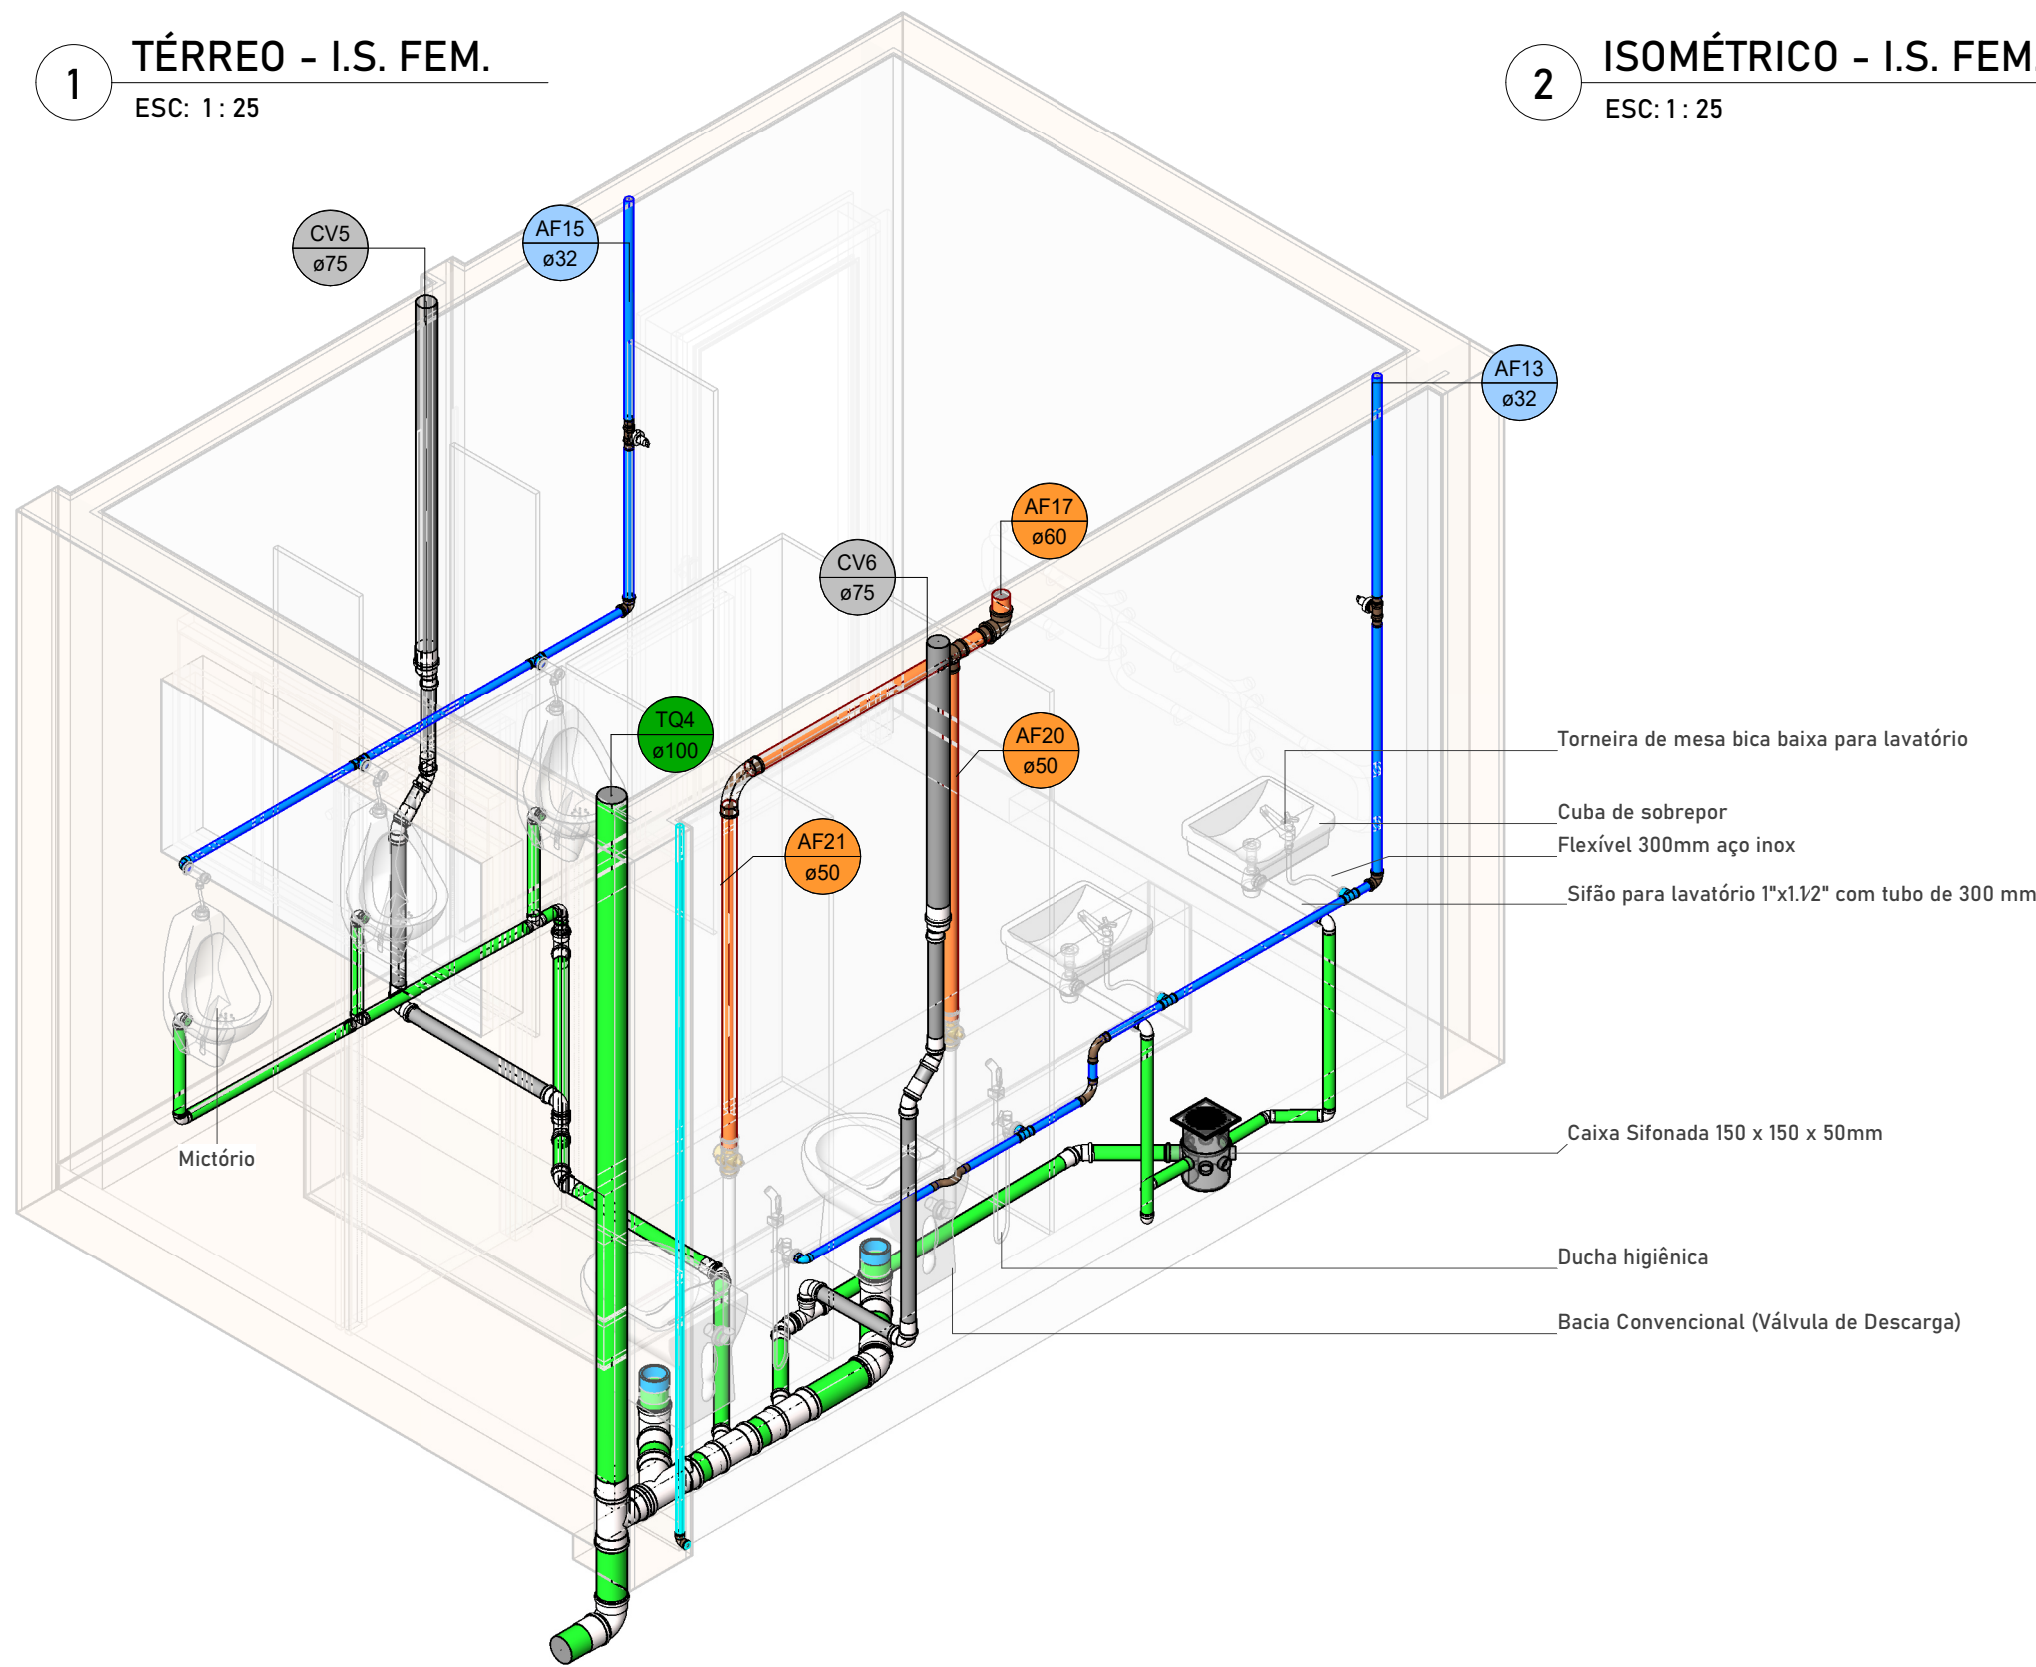 1
TÉRREO - I.S. FEM.
ESC: 1 : 25
2
ISOMÉTRICO - I.S. FEM.
ESC: 1 : 25
CV5
ø75
AF15
ø32
AF13
ø32
AF17
ø60
CV6
ø75
TQ4
ø100
AF20
ø50
AF21
ø50
Torneira de mesa bica baixa para lavatório
Cuba de sobrepor
Flexível 300mm aço inox
Sifão para lavatório 1"x1.1/2" com tubo de 300 mm
Caixa Sifonada 150 x 150 x 50mm
Mictório
Ducha higiênica
Bacia Convencional (Válvula de Descarga)